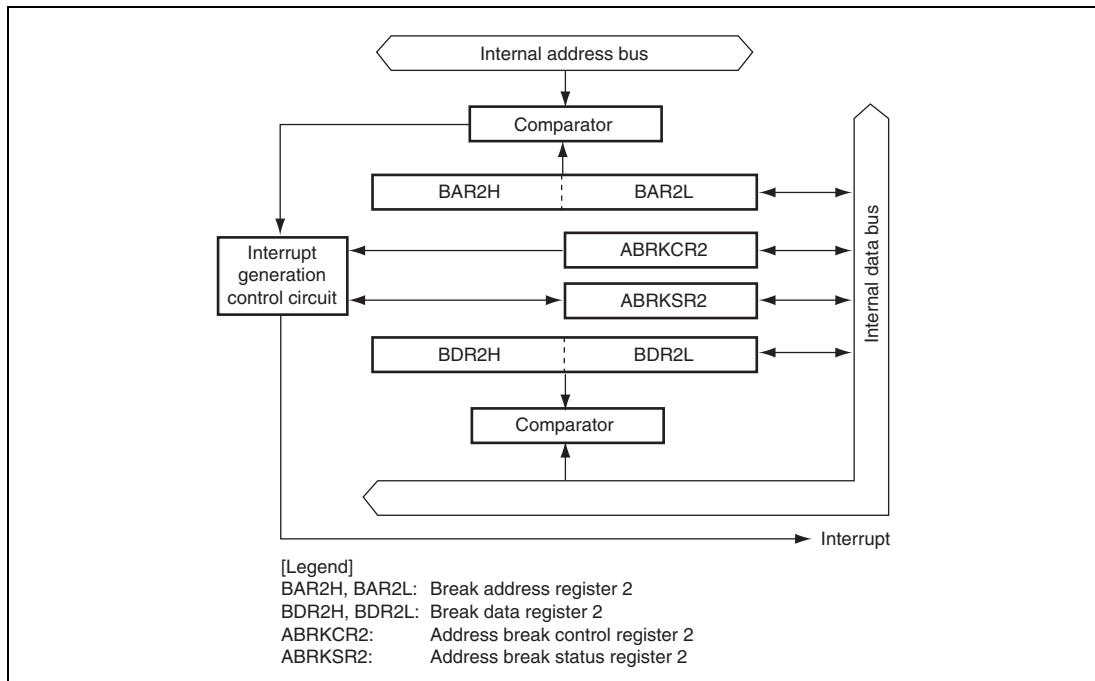 Internal address bus
Comparator
BAR2H BAR2L
ABRKCR2
Interrupt
generation
control circuit
ABRKSR2
Internal data bus
BDR2H BDR2L
Comparator
Interrupt
[Legend]
BAR2H, BAR2L: Break address register 2
BDR2H, BDR2L: Break data register 2
ABRKCR2: Address break control register 2
ABRKSR2: Address break status register 2